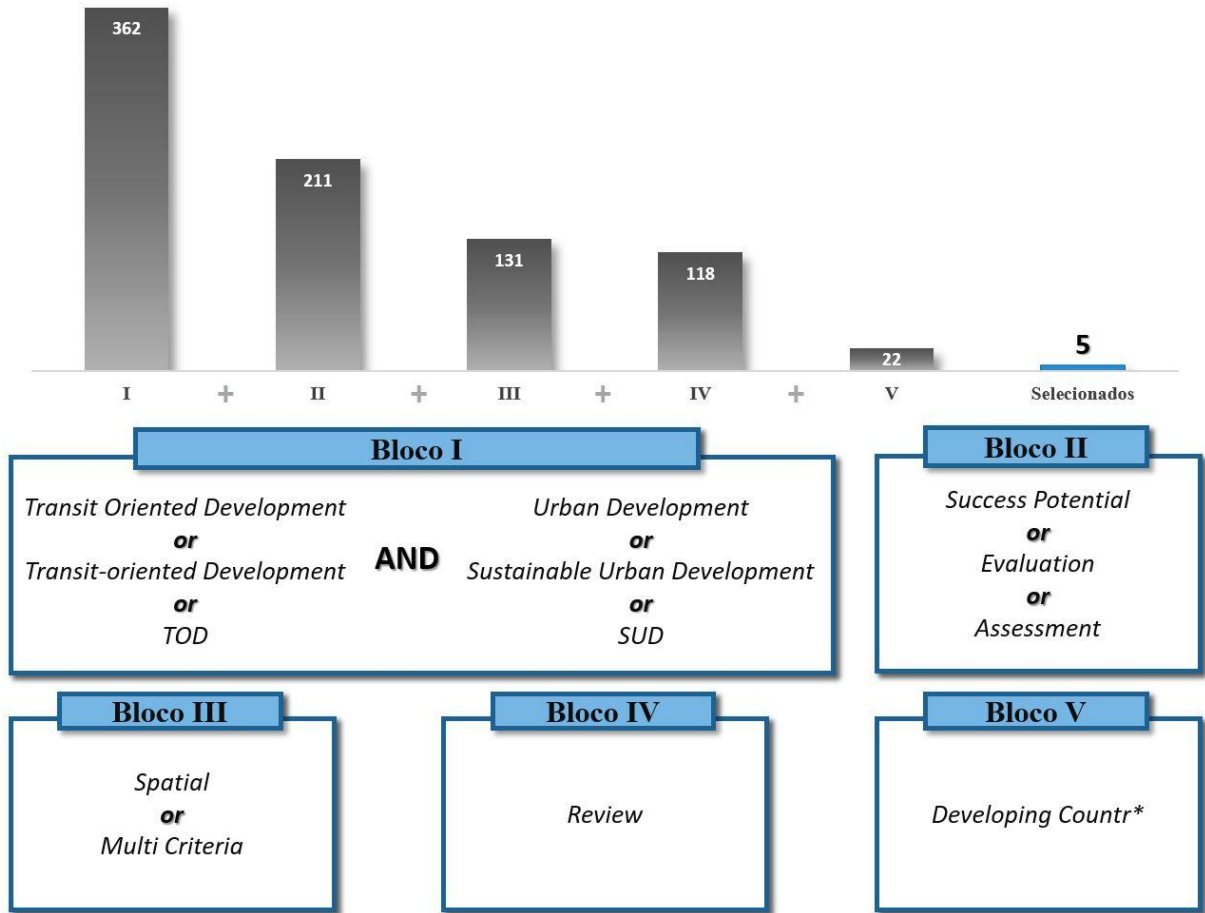 362
211
131
118
22
5
I + II + III + IV + V Selecionados
Bloco I
Transit Oriented Development
or
Transit-oriented Development
or
TOD
AND
Urban Development
or
Sustainable Urban Development
or
SUD
Bloco II
Success Potential
or
Evaluation
or
Assessment
Bloco III
Spatial
or
Multi Criteria
Bloco IV
Review
Bloco V
Developing Countr*